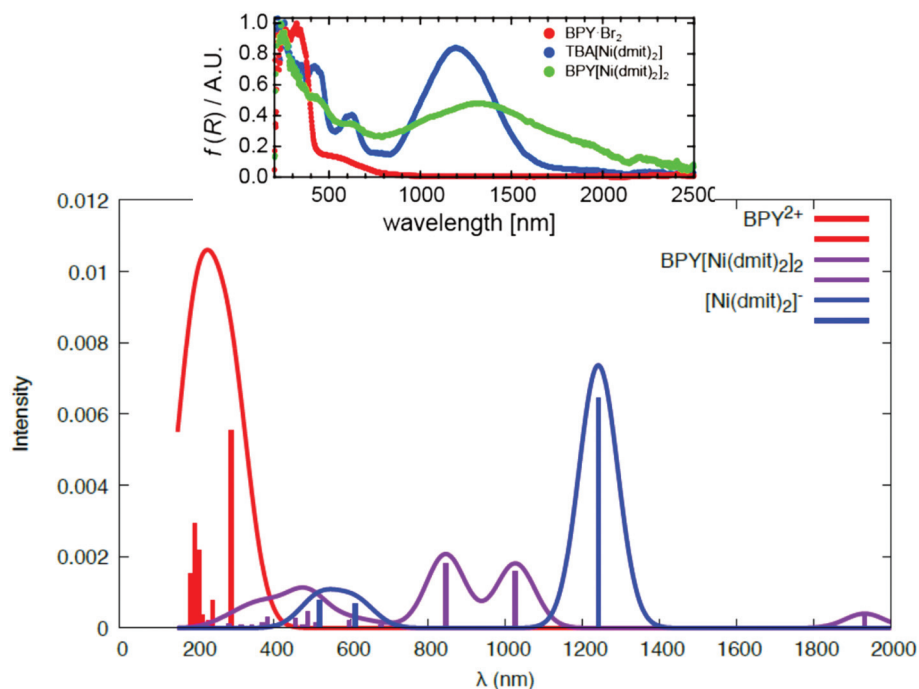 1.0
0.8
0.6
0.4
0.2
0.0
f (R) / A.U.
BPY·Br₂
TBA[Ni(dmit)₂]
BPY[Ni(dmit)₂]₂
500 1000 1500 2000 2500
wavelength [nm]
0.012
0.01
0.008
0.006
0.004
0.002
0
Intensity
BPY²⁺
BPY[Ni(dmit)₂]₂
[Ni(dmit)₂]⁻
0 200 400 600 800 1000 1200 1400 1600 1800 2000
λ (nm)